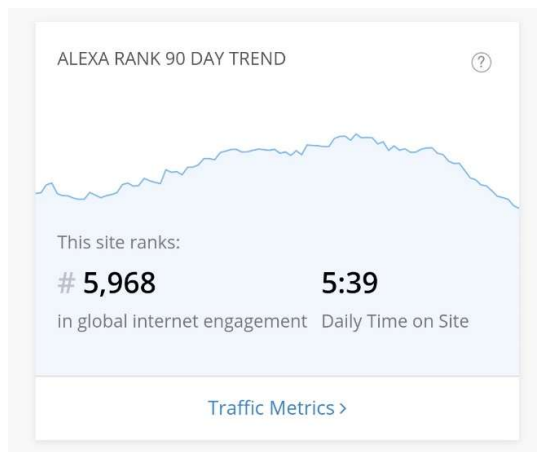 ALEXA RANK 90 DAY TREND ?
This site ranks:
# 5,968 5:39
in global internet engagement Daily Time on Site
Traffic Metrics >